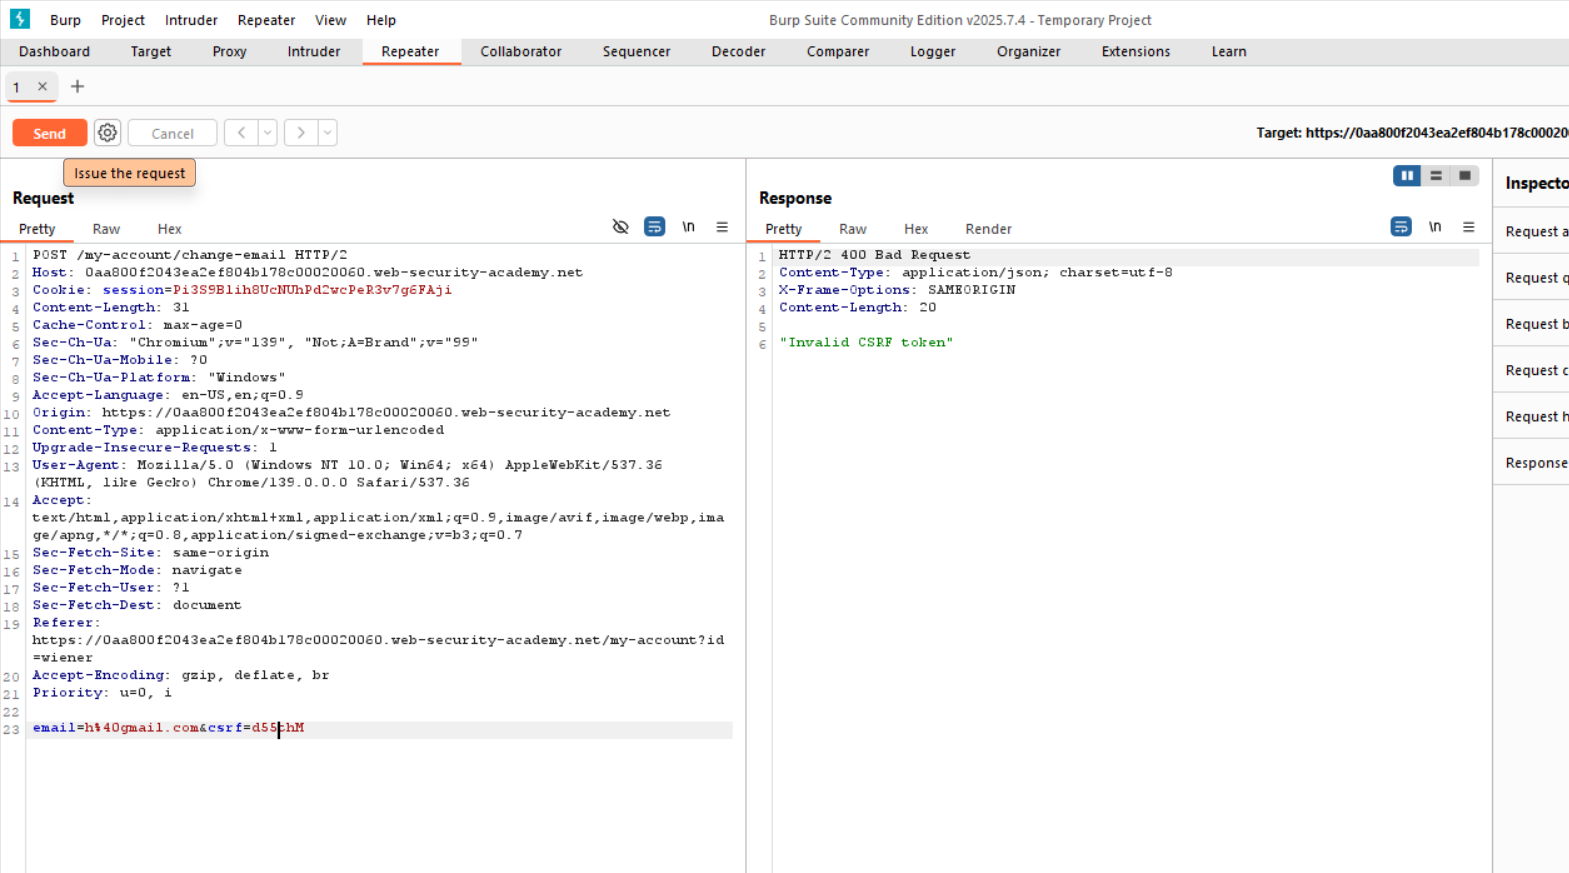 Burp Project Intruder Repeater View Help Burp Suite Community Edition v2025.7.4 - Temporary Project
Dashboard Target Proxy Intruder Repeater Collaborator Sequencer Decoder Comparer Logger Organizer Extensions Learn
1 × +
Send Cancel < > Target: https://0aa800f2043ea2ef804b178c000200
Issue the request
Request
Pretty Raw Hex \n
1 POST /my-account/change-email HTTP/2
2 Host: 0aa800f2043ea2ef804b178c00020060.web-security-academy.net
3 Cookie: session=Pi3S9Blih8UcNUhPd2wcPeR3v7g6FAji
4 Content-Length: 31
5 Cache-Control: max-age=0
6 Sec-Ch-Ua: "Chromium";v="139", "Not;A=Brand";v="99"
7 Sec-Ch-Ua-Mobile: ?0
8 Sec-Ch-Ua-Platform: "Windows"
9 Accept-Language: en-US,en;q=0.9
10 Origin: https://0aa800f2043ea2ef804b178c00020060.web-security-academy.net
11 Content-Type: application/x-www-form-urlencoded
12 Upgrade-Insecure-Requests: 1
13 User-Agent: Mozilla/5.0 (Windows NT 10.0; Win64; x64) AppleWebKit/537.36
(KHTML, like Gecko) Chrome/139.0.0.0 Safari/537.36
14 Accept:
text/html,application/xhtml+xml,application/xml;q=0.9,image/avif,image/webp,ima
ge/apng,*/*;q=0.8,application/signed-exchange;v=b3;q=0.7
15 Sec-Fetch-Site: same-origin
16 Sec-Fetch-Mode: navigate
17 Sec-Fetch-User: ?1
18 Sec-Fetch-Dest: document
19 Referer:
https://0aa800f2043ea2ef804b178c00020060.web-security-academy.net/my-account?id
=wiener
20 Accept-Encoding: gzip, deflate, br
21 Priority: u=0, i
22
23 email=h%40gmail.com&csrf=d55thM
Response
Pretty Raw Hex Render \n
1 HTTP/2 400 Bad Request
2 Content-Type: application/json; charset=utf-8
3 X-Frame-Options: SAMEORIGIN
4 Content-Length: 20
5
6 "Invalid CSRF token"
Inspecto
Request a
Request q
Request b
Request c
Request h
Response